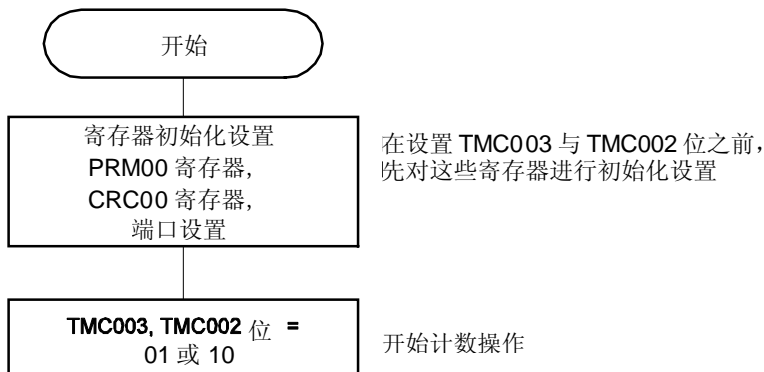 开始
寄存器初始化设置
PRM00 寄存器,
CRC00 寄存器,
端口设置
在设置 TMC003 与 TMC002 位之前，
先对这些寄存器进行初始化设置
TMC003, TMC002 位 =
01 或 10
开始计数操作